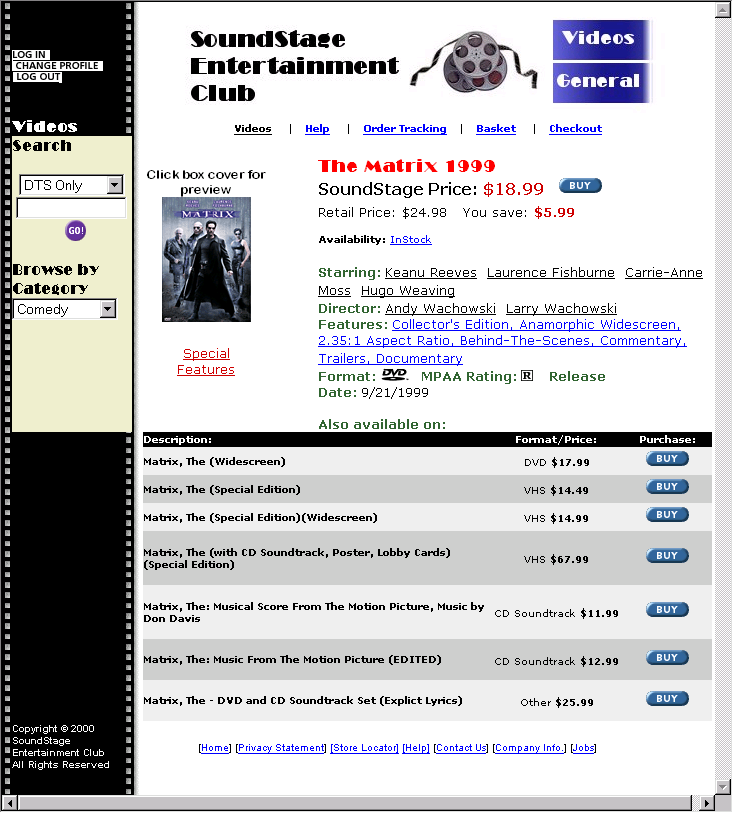 LOG IN
CHANGE PROFILE
LOG OUT
Videos
Search
DTS Only
GO!
Browse by
Category
Comedy
Copyright © 2000
SoundStage
Entertainment Club
All Rights Reserved
SoundStage
Entertainment
Club
Videos
General
Videos | Help | Order Tracking | Basket | Checkout
Click box cover for
preview
MATRIX
Special
Features
The Matrix 1999
SoundStage Price: $18.99 BUY
Retail Price: $24.98 You save: $5.99
Availability: InStock
Starring: Keanu Reeves Laurence Fishburne Carrie-Anne
Moss Hugo Weaving
Director: Andy Wachowski Larry Wachowski
Features: Collector's Edition, Anamorphic Widescreen,
2.35:1 Aspect Ratio, Behind-The-Scenes, Commentary,
Trailers, Documentary
Format: DVD MPAA Rating: R Release
Date: 9/21/1999
Also available on:
Description: Format/Price: Purchase:
Matrix, The (Widescreen) DVD $17.99 BUY
Matrix, The (Special Edition) VHS $14.49 BUY
Matrix, The (Special Edition)(Widescreen) VHS $14.99 BUY
Matrix, The (with CD Soundtrack, Poster, Lobby Cards)
(Special Edition) VHS $67.99 BUY
Matrix, The: Musical Score From The Motion Picture, Music by
Don Davis CD Soundtrack $11.99 BUY
Matrix, The: Music From The Motion Picture (EDITED) CD Soundtrack $12.99 BUY
Matrix, The - DVD and CD Soundtrack Set (Explict Lyrics) Other $25.99 BUY
[Home] [Privacy Statement] [Store Locator] [Help] [Contact Us] [Company Info.] [Jobs]